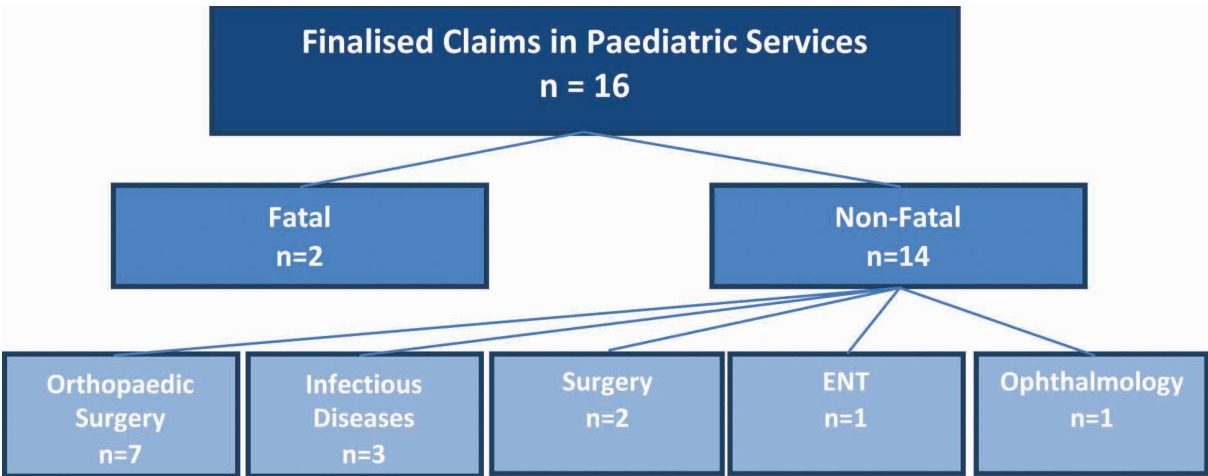 Finalised Claims in Paediatric Services
n = 16
Fatal
n=2
Non-Fatal
n=14
Orthopaedic
Surgery
n=7
Infectious
Diseases
n=3
Surgery
n=2
ENT
n=1
Ophthalmology
n=1